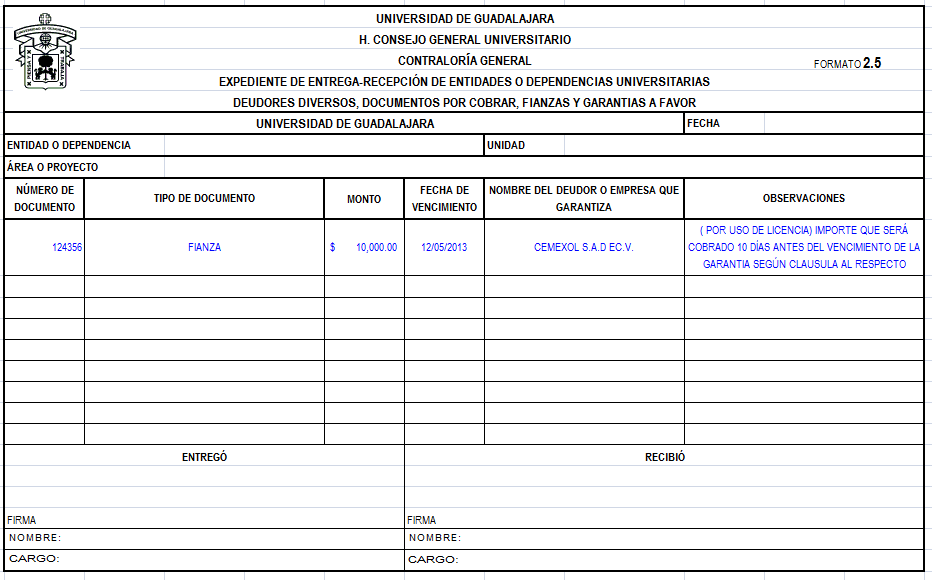 UNIVERSIDAD DE GUADALAJARA
H. CONSEJO GENERAL UNIVERSITARIO
CONTRALORÍA GENERAL
FORMATO 2.5
EXPEDIENTE DE ENTREGA-RECEPCIÓN DE ENTIDADES O DEPENDENCIAS UNIVERSITARIAS
DEUDORES DIVERSOS, DOCUMENTOS POR COBRAR, FIANZAS Y GARANTIAS A FAVOR
UNIVERSIDAD DE GUADALAJARA FECHA
ENTIDAD O DEPENDENCIA UNIDAD
ÁREA O PROYECTO
NÚMERO DE DOCUMENTO TIPO DE DOCUMENTO MONTO FECHA DE VENCIMIENTO NOMBRE DEL DEUDOR O EMPRESA QUE GARANTIZA OBSERVACIONES
124356 FIANZA $ 10,000.00 12/05/2013 CEMEXOL S.A.D EC.V. ( POR USO DE LICENCIA) IMPORTE QUE SERÁ
COBRADO 10 DÍAS ANTES DEL VENCIMIENTO DE LA
GARANTIA SEGÚN CLAUSULA AL RESPECTO
ENTREGÓ RECIBIÓ
FIRMA FIRMA
NOMBRE: NOMBRE:
CARGO: CARGO: